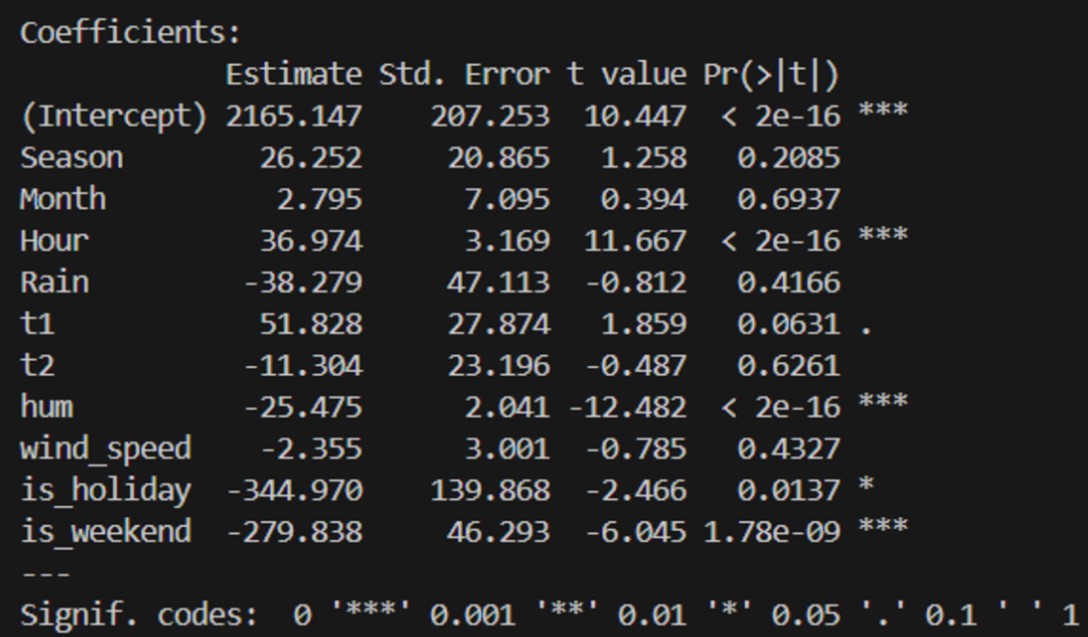 Coefficients:
Estimate Std. Error t value Pr(>|t|)
(Intercept) 2165.147 207.253 10.447 < 2e-16 ***
Season 26.252 20.865 1.258 0.2085
Month 2.795 7.095 0.394 0.6937
Hour 36.974 3.169 11.667 < 2e-16 ***
Rain -38.279 47.113 -0.812 0.4166
t1 51.828 27.874 1.859 0.0631 .
t2 -11.304 23.196 -0.487 0.6261
hum -25.475 2.041 -12.482 < 2e-16 ***
wind_speed -2.355 3.001 -0.785 0.4327
is_holiday -344.970 139.868 -2.466 0.0137 *
is_weekend -279.838 46.293 -6.045 1.78e-09 ***
---
Signif. codes: 0 '***' 0.001 '**' 0.01 '*' 0.05 '.' 0.1 ' ' 1